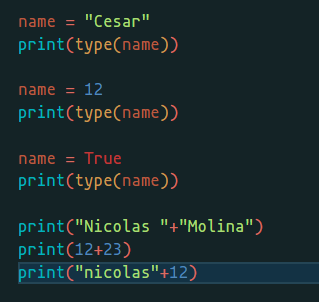 name = "Cesar"
print(type(name))
name = 12
print(type(name))
name = True
print(type(name))
print("Nicolas "+"Molina")
print(12+23)
print("nicolas"+12)